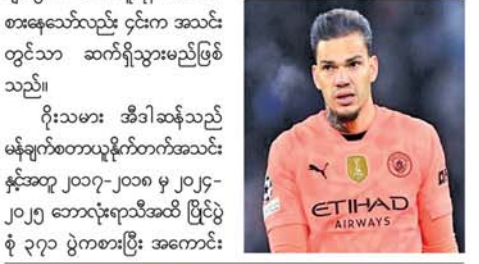 စားနေသော်လည်း ၄င်းက အသင်း
တွင်သာ ဆက်ရှိသွားမည်ဖြစ်
သည်။
ဂိုးသမား အီဒါဆန်သည်
မန်ချက်စတာယူနိုက်တက်အသင်း
နှင့်အတူ ၂၀၁၇-၂၀၁၈ မှ ၂၀၂၄-
၂၀၂၅ ဘောလုံးရာသီအထိ ပြိုင်ပွဲ
စုံ ၃၇၁ ပွဲကစားပြီး အကောင်း
ETIHAD
AIRWAYS